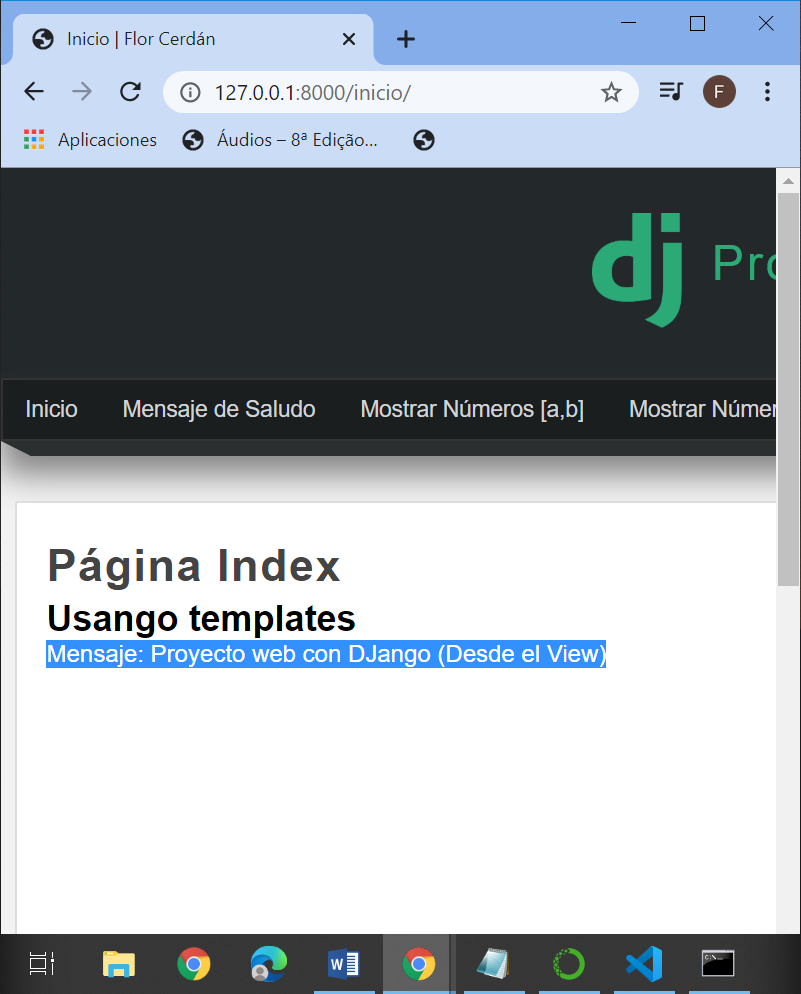 Inicio | Flor Cerdán
127.0.0.1:8000/inicio/
F
Aplicaciones
Áudios – 8ª Edição...
dj Pro
Inicio
Mensaje de Saludo
Mostrar Números [a,b]
Mostrar Númer
Página Index
Usango templates
Mensaje: Proyecto web con DJango (Desde el View)